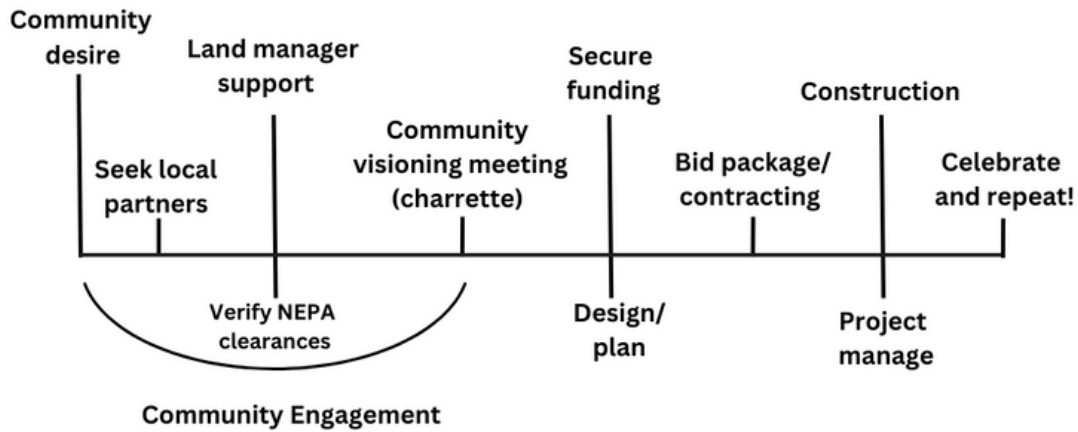 Community
desire
Land manager
support
Secure
funding
Construction
Community
visioning meeting
(charrette)
Seek local
partners
Bid package/
contracting
Celebrate
and repeat!
Verify NEPA
clearances
Design/
plan
Project
manage
Community Engagement